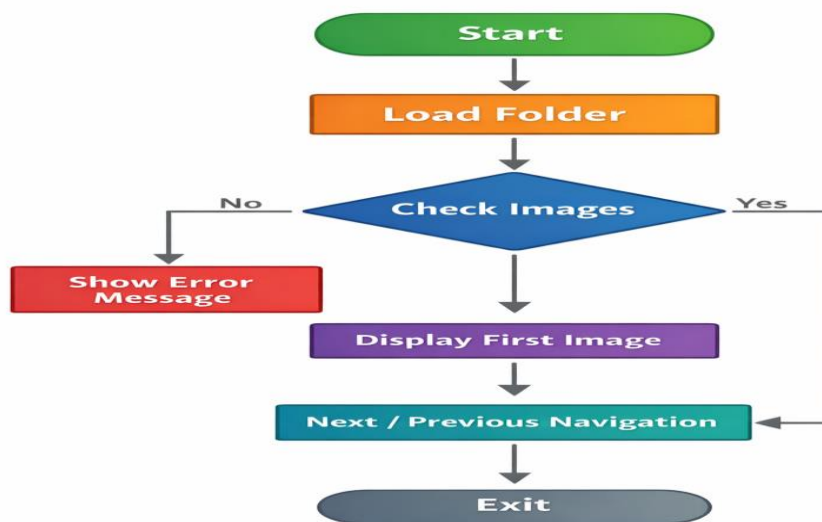 Start
Load Folder
No
Check Images
Yes
Show Error
Message
Display First Image
Next / Previous Navigation
Exit